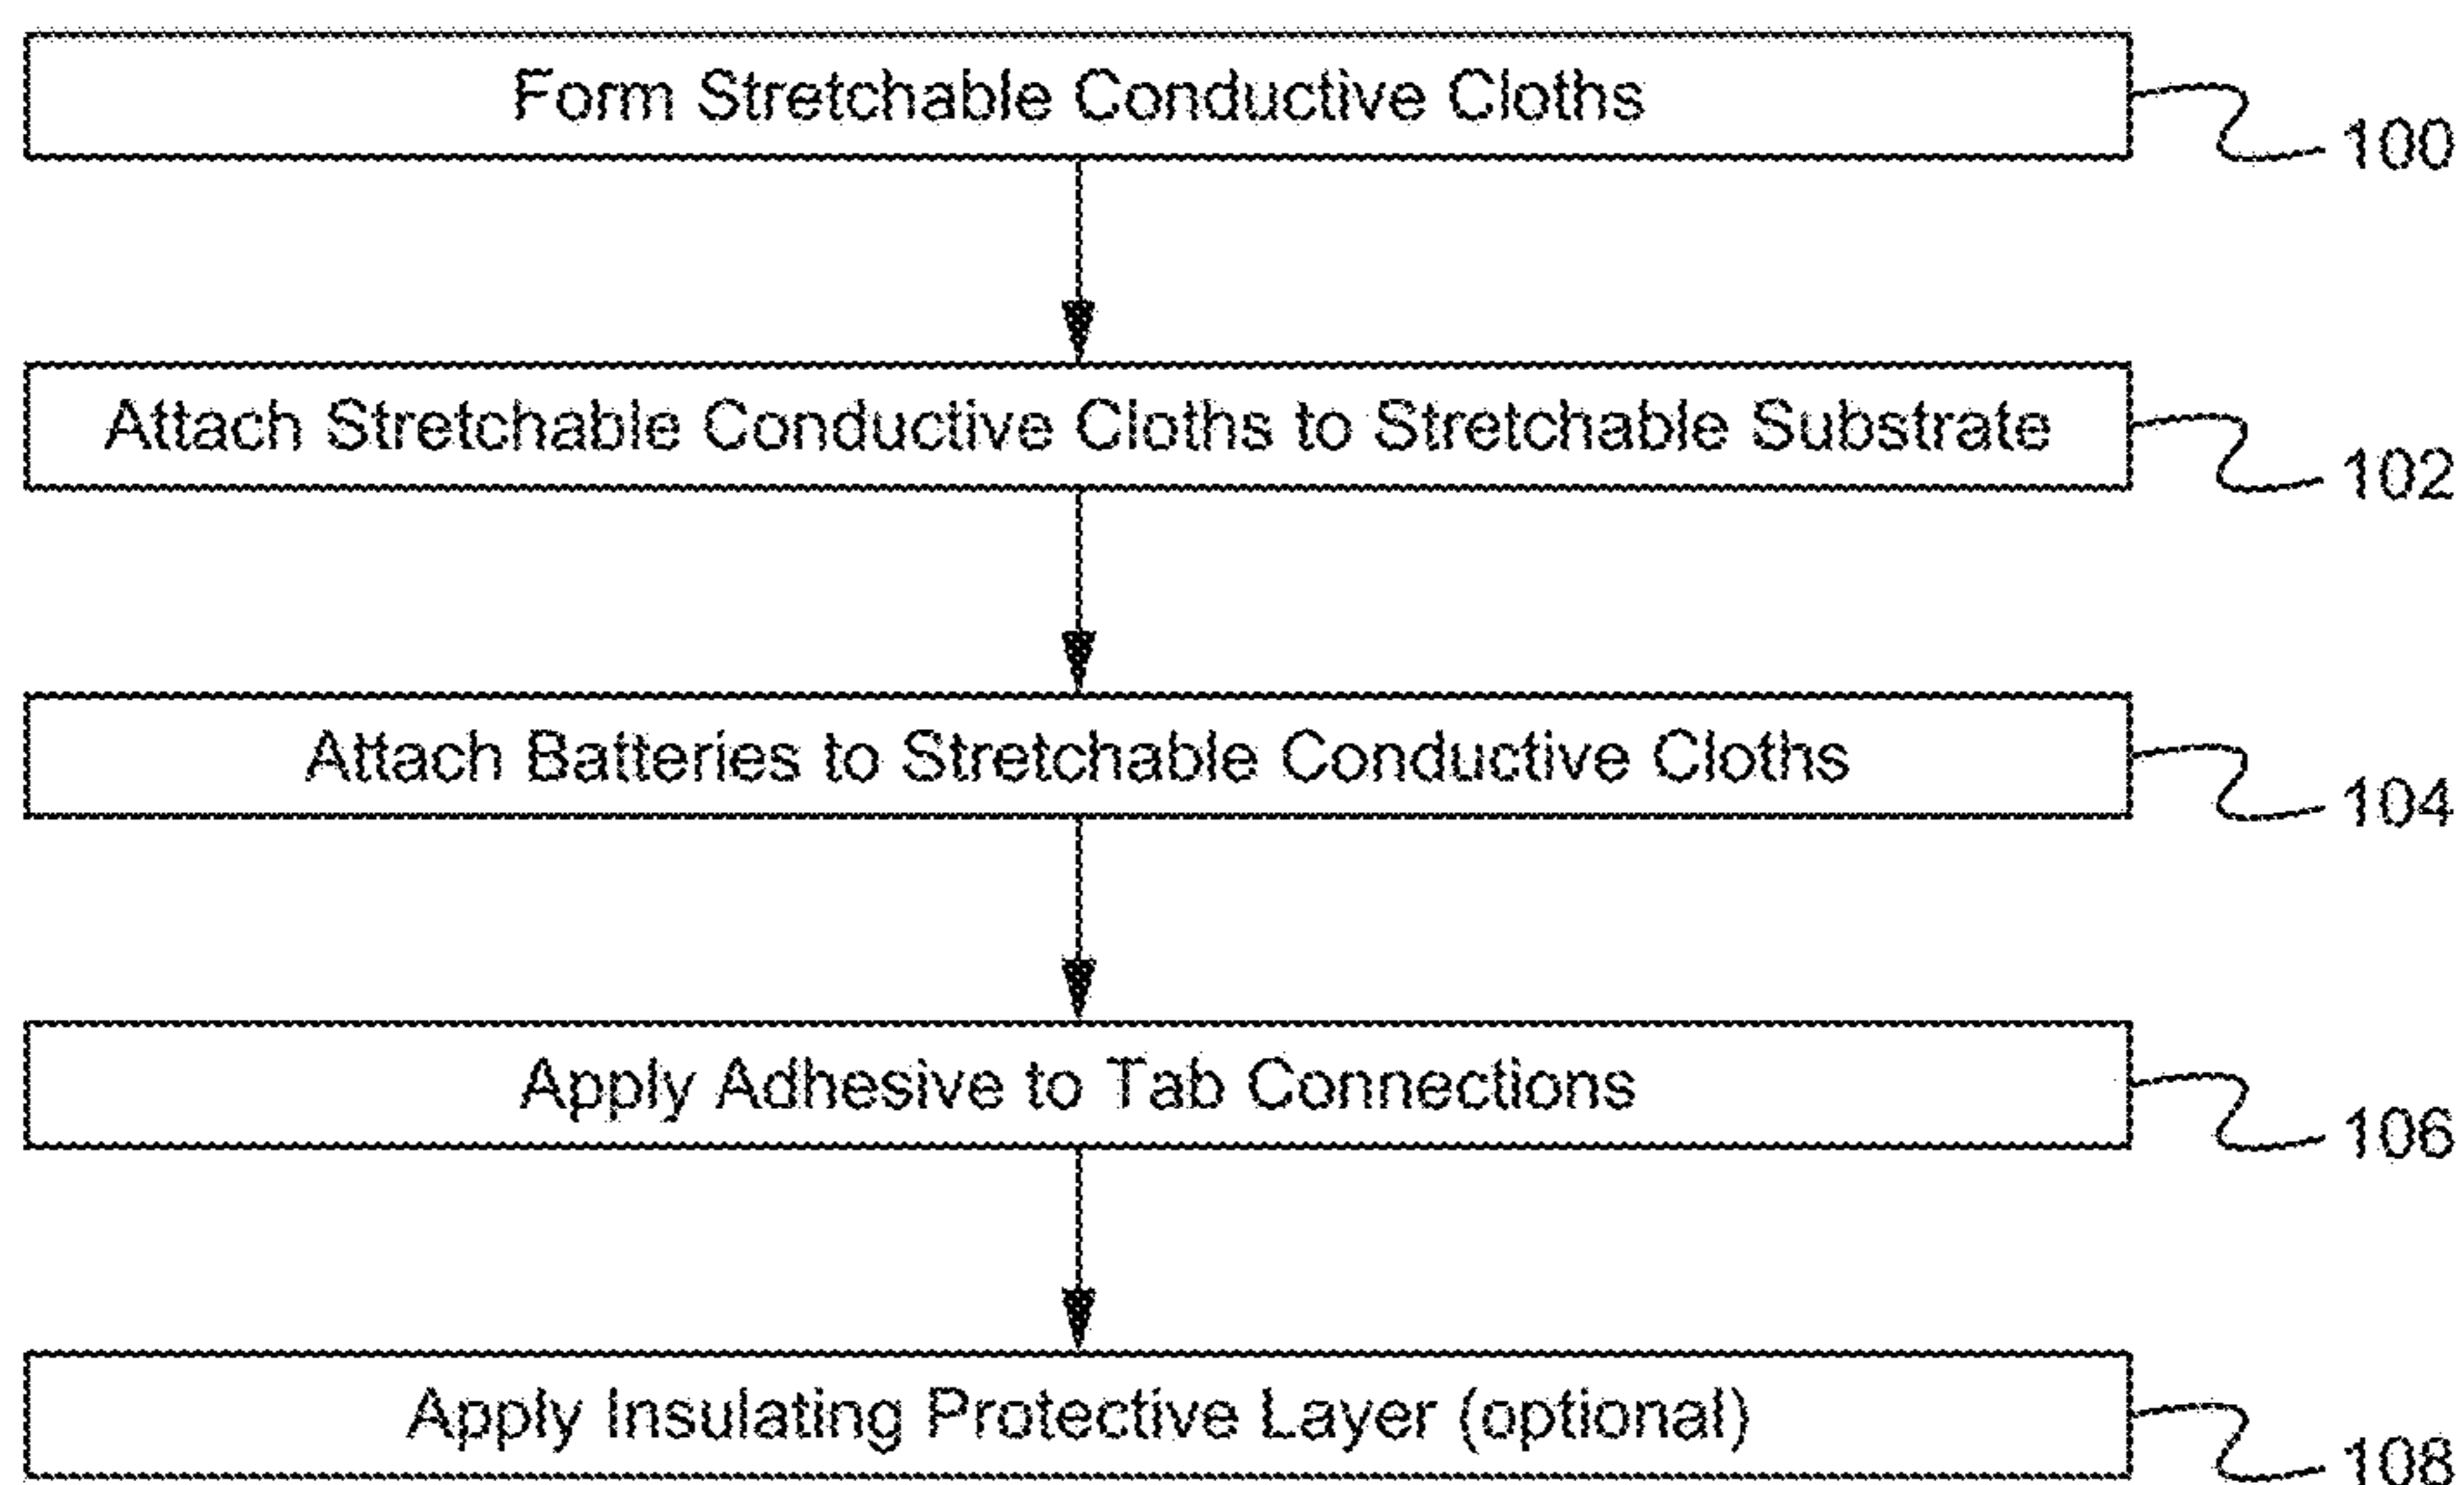 Form Stretchable Conductive Cloths
100
Attach Stretchable Conductive Cloths to Stretchable Substrate
102
Attach Batteries to Stretchable Conductive Cloths
104
Apply Adhesive to Tab Connections
106
Apply Insulating Protective Layer (optional)
108